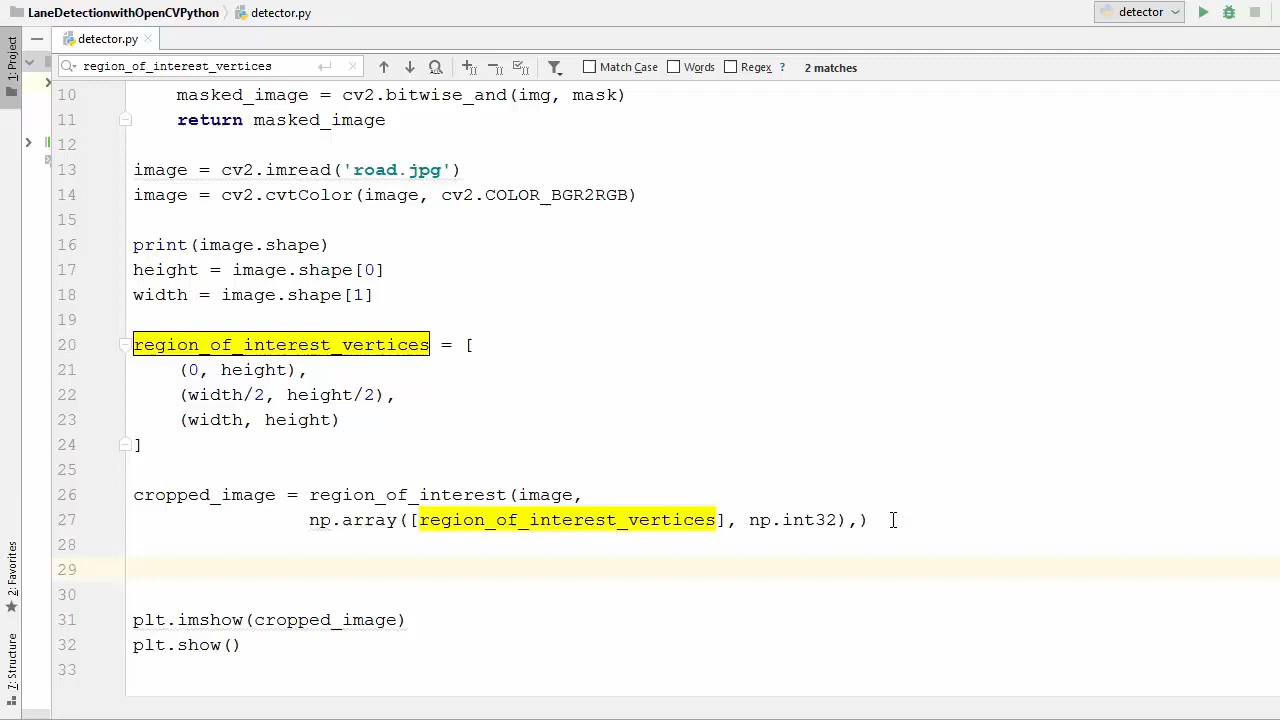 LaneDetectionwithOpenCVPython detector.py detector
detector.py
region_of_interest_vertices Match Case Words Regex ? 2 matches
1: Project
2: Favorites
7: Structure
10 masked_image = cv2.bitwise_and(img, mask)
11 return masked_image
12
13 image = cv2.imread('road.jpg')
14 image = cv2.cvtColor(image, cv2.COLOR_BGR2RGB)
15
16 print(image.shape)
17 height = image.shape[0]
18 width = image.shape[1]
19
20 region_of_interest_vertices = [
21 (0, height),
22 (width/2, height/2),
23 (width, height)
24 ]
25
26 cropped_image = region_of_interest(image,
27 np.array([region_of_interest_vertices], np.int32),)
28
29
30
31 plt.imshow(cropped_image)
32 plt.show()
33